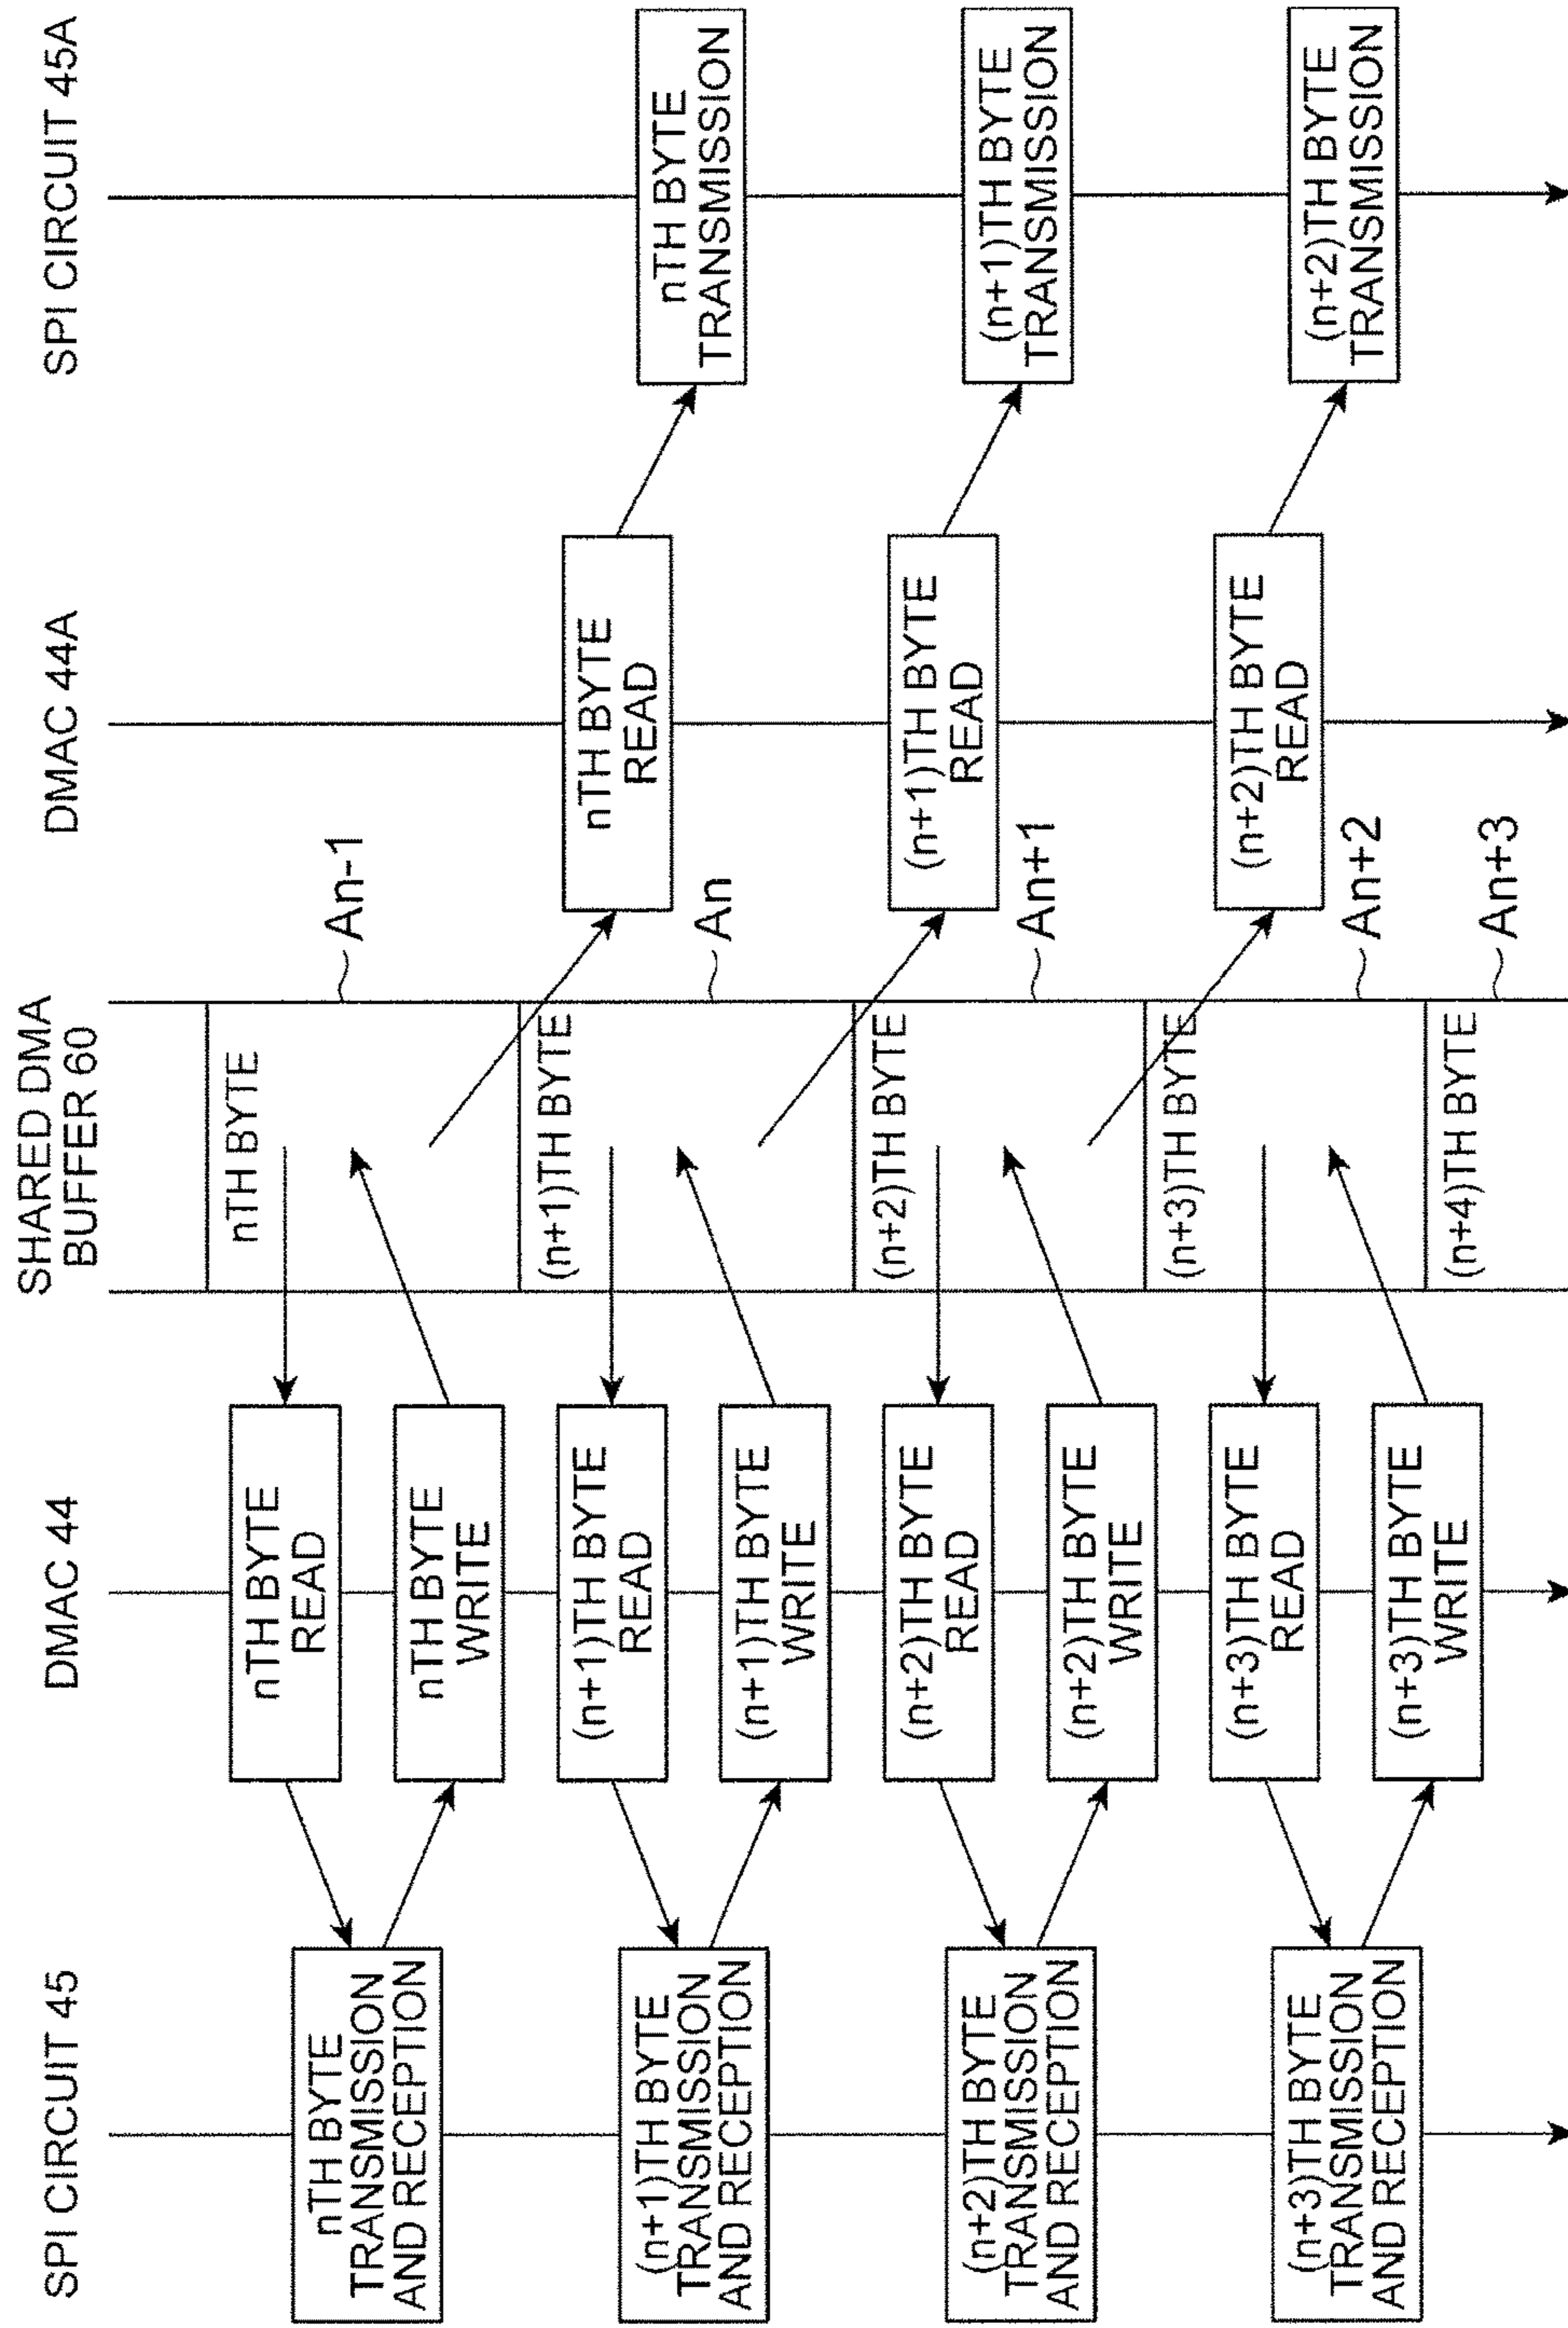 SPI CIRCUIT 45
DMAC 44
SHARED DMA
BUFFER 60
DMAC 44A
SPI CIRCUIT 45A
nTH BYTE
TRANSMISSION
AND RECEPTION
(n+1)TH BYTE
TRANSMISSION
AND RECEPTION
(n+2)TH BYTE
TRANSMISSION
AND RECEPTION
(n+3)TH BYTE
TRANSMISSION
AND RECEPTION
nTH BYTE
READ
nTH BYTE
WRITE
(n+1)TH BYTE
READ
(n+1)TH BYTE
WRITE
(n+2)TH BYTE
READ
(n+2)TH BYTE
WRITE
(n+3)TH BYTE
READ
(n+3)TH BYTE
WRITE
nTH BYTE
(n+1)TH BYTE
(n+2)TH BYTE
(n+3)TH BYTE
(n+4)TH BYTE
An-1
An
An+1
An+2
An+3
nTH BYTE
READ
(n+1)TH BYTE
READ
(n+2)TH BYTE
READ
nTH BYTE
TRANSMISSION
(n+1)TH BYTE
TRANSMISSION
(n+2)TH BYTE
TRANSMISSION